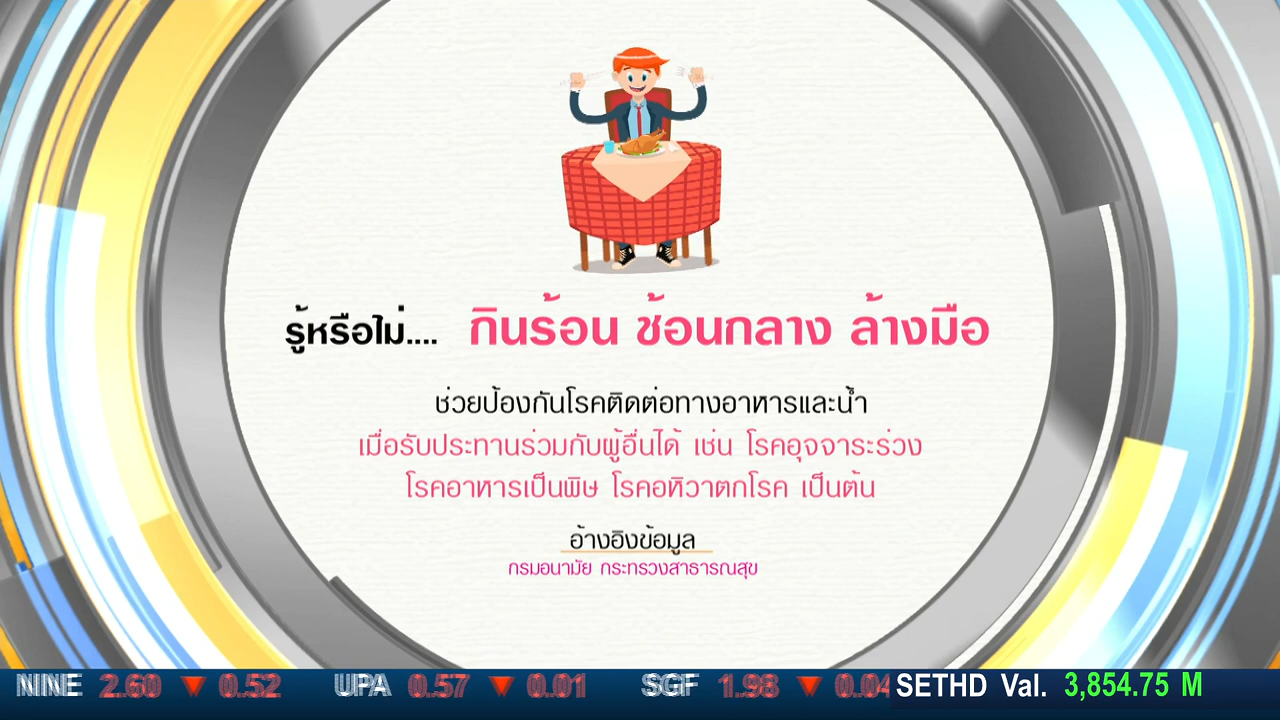 รู้หรือไม่.... กินร้อน ช้อนกลาง ล้างมือ
ช่วยป้องกันโรคติดต่อทางอาหารและน้ำ
เมื่อรับประทานร่วมกับผู้อื่นได้ เช่น โรคอุจจาระร่วง
โรคอาหารเป็นพิษ โรคอหิวาตกโรค เป็นต้น
อ้างอิงข้อมูล
กรมอนามัย กระทรวงสาธารณสุข
NINE 2.60 ▼ 0.52 UPA 0.57 ▼ 0.01 SGF 1.98 ▼ 0.04 SETHD Val. 3,854.75 M